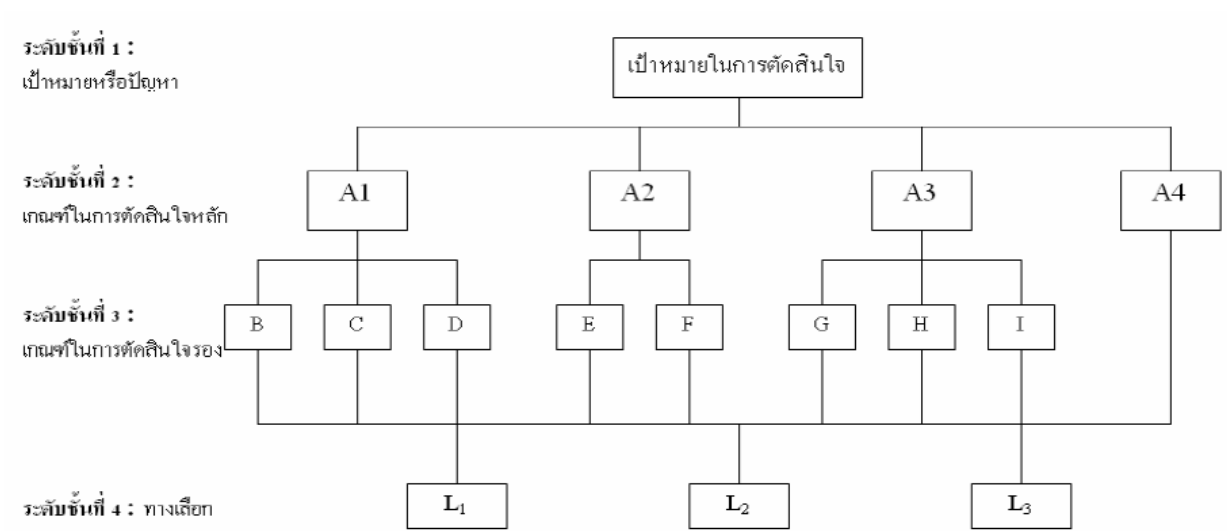 ระดับชั้นที่ 1 :
เป้าหมายหรือปัญหา
เป้าหมายในการตัดสินใจ
ระดับชั้นที่ 2 :
เกณฑ์ในการตัดสินใจหลัก
A1
A2
A3
A4
ระดับชั้นที่ 3 :
เกณฑ์ในการตัดสินใจรอง
B
C
D
E
F
G
H
I
ระดับชั้นที่ 4 : ทางเลือก
L₁
L₂
L₃